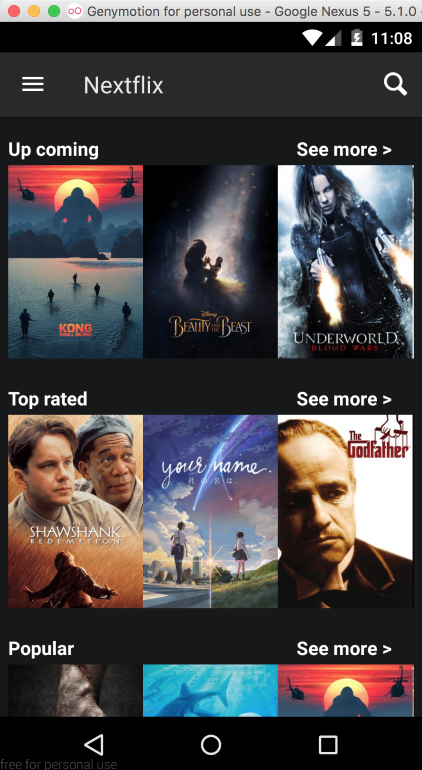 Genymotion for personal use - Google Nexus 5 - 5.1.0 -
11:08
Nextflix
Up coming
See more >
KONG
SKULL ISLAND
Disney
BEAUTY AND THE BEAST
UNDERWORLD
BLOOD WARS
Top rated
See more >
THE
SHAWSHANK
REDEMPTION
your name.
君の名は。
The
Godfather
Popular
See more >
free for personal use